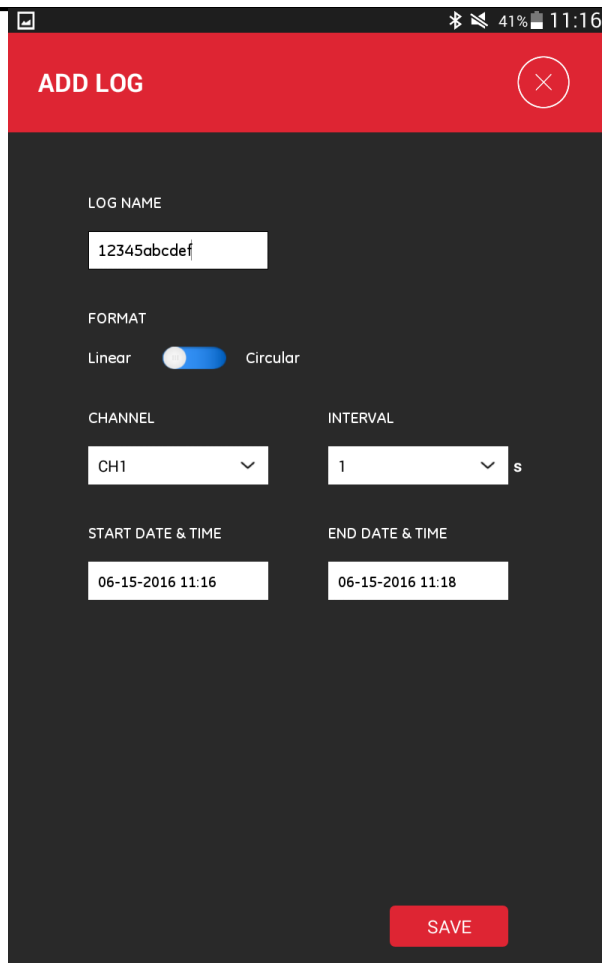 41% 11:16
ADD LOG
LOG NAME
12345abcdef
FORMAT
Linear Circular
CHANNEL INTERVAL
CH1 1 s
START DATE & TIME END DATE & TIME
06-15-2016 11:16 06-15-2016 11:18
SAVE